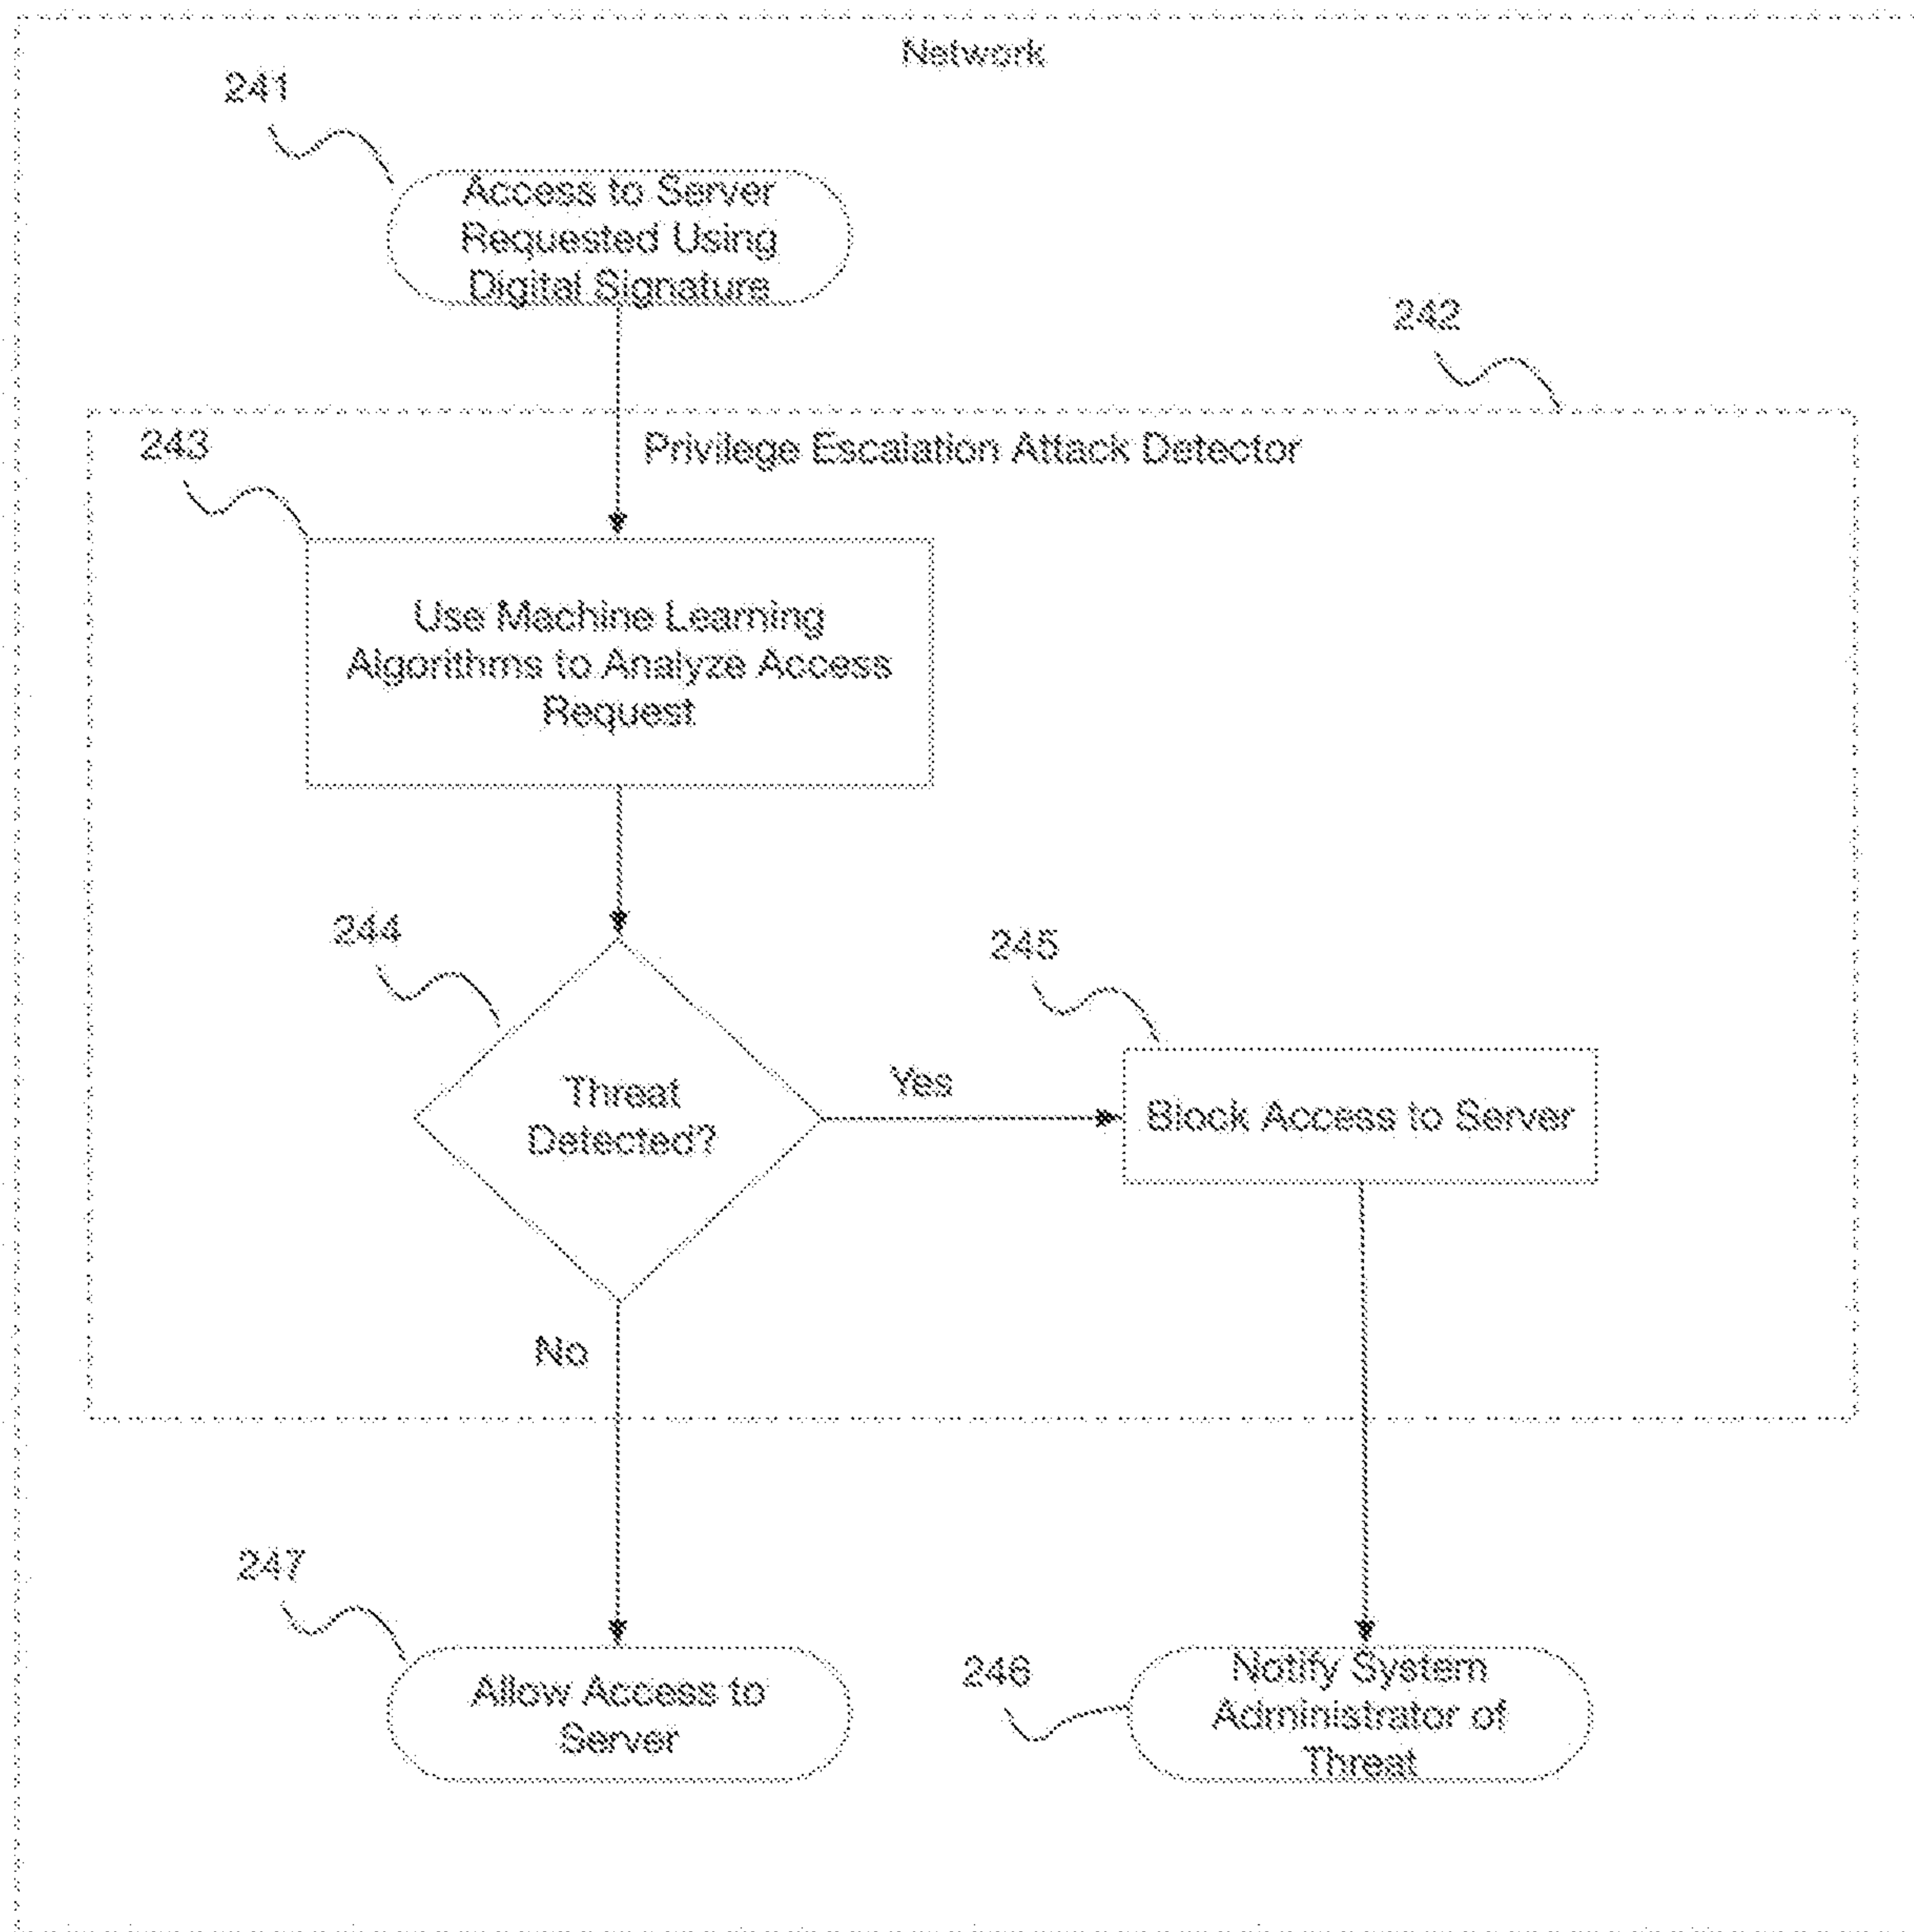 Network
241
Access to Server
Requested Using
Digital Signature
242
243
Privilege Escalation Attack Detector
Use Machine Learning
Algorithms to Analyze Access
Request
244
245
Threat
Detected?
Yes
Block Access to Server
No
247
Allow Access to
Server
246
Notify System
Administrator of
Threat